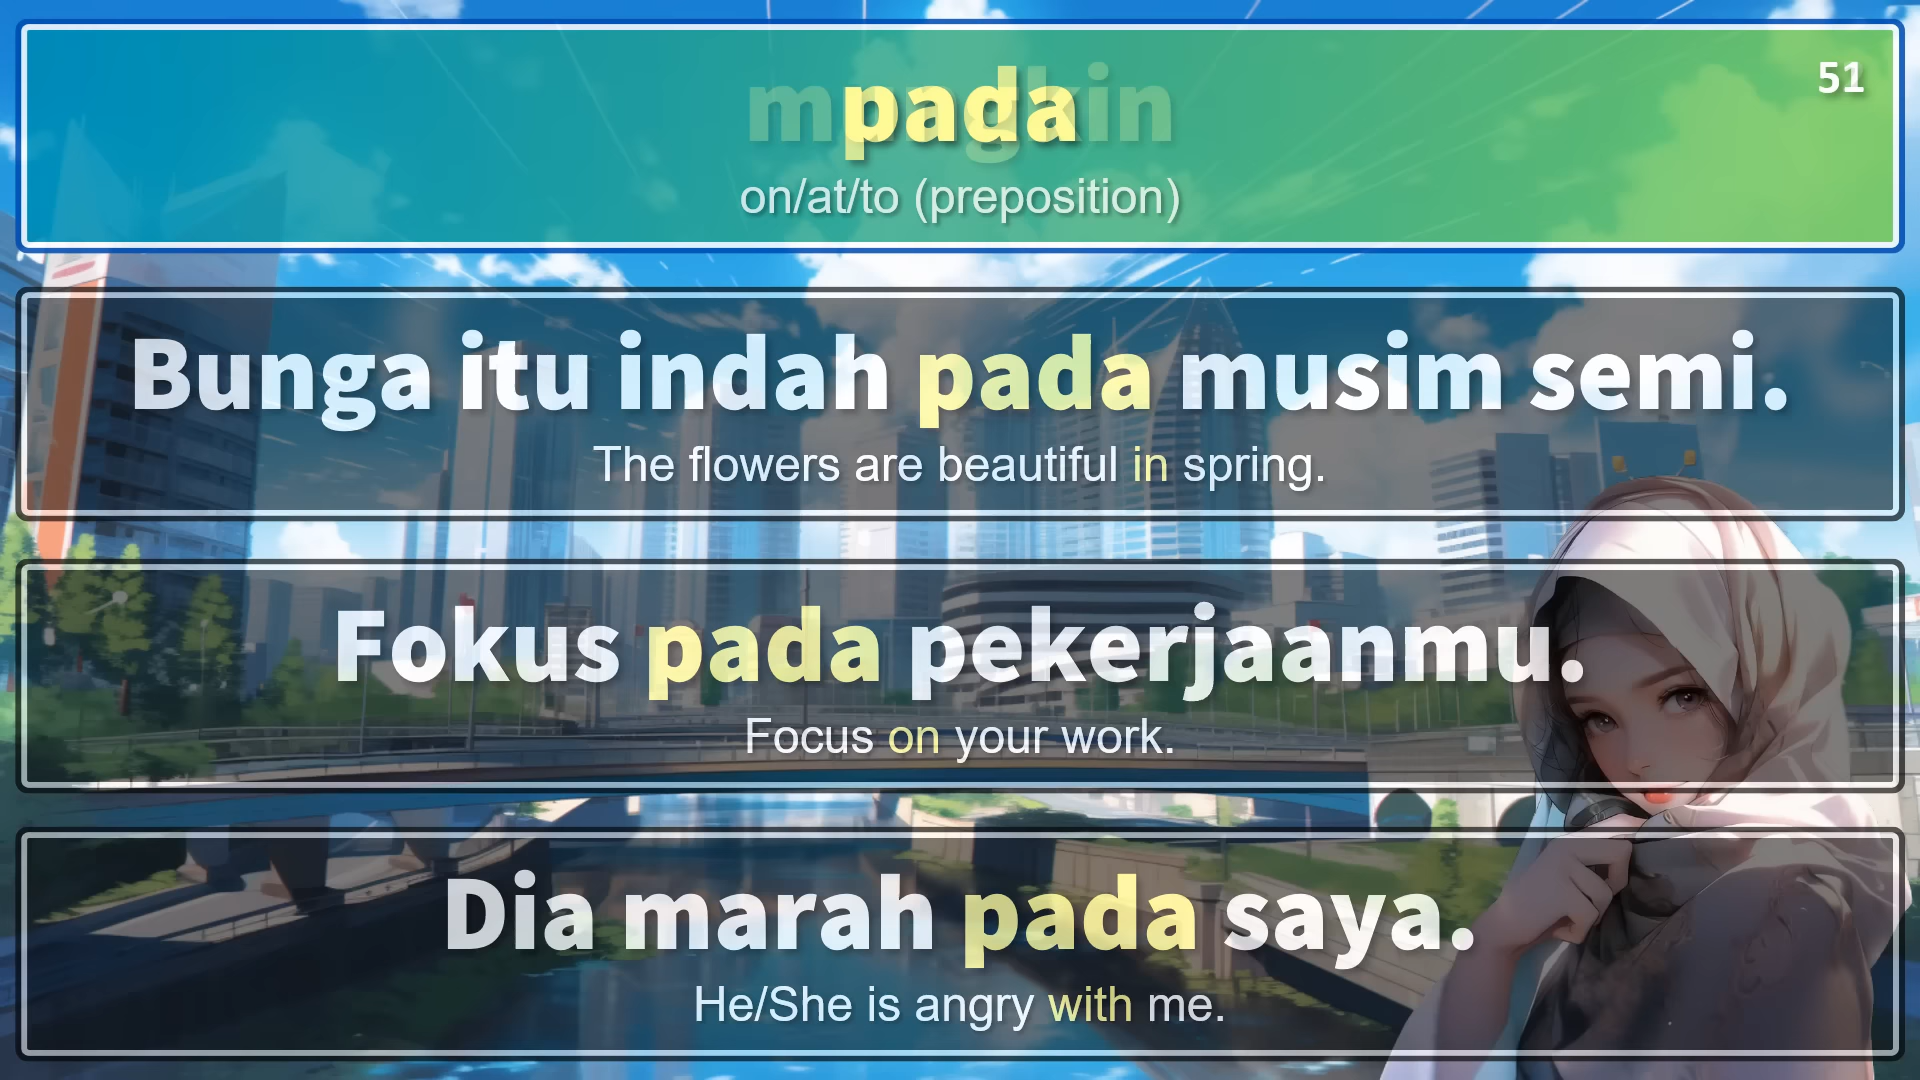 51
mungkin
pada
on/at/to (preposition)
Bunga itu indah pada musim semi.
The flowers are beautiful in spring.
Fokus pada pekerjaanmu.
Focus on your work.
Dia marah pada saya.
He/She is angry with me.